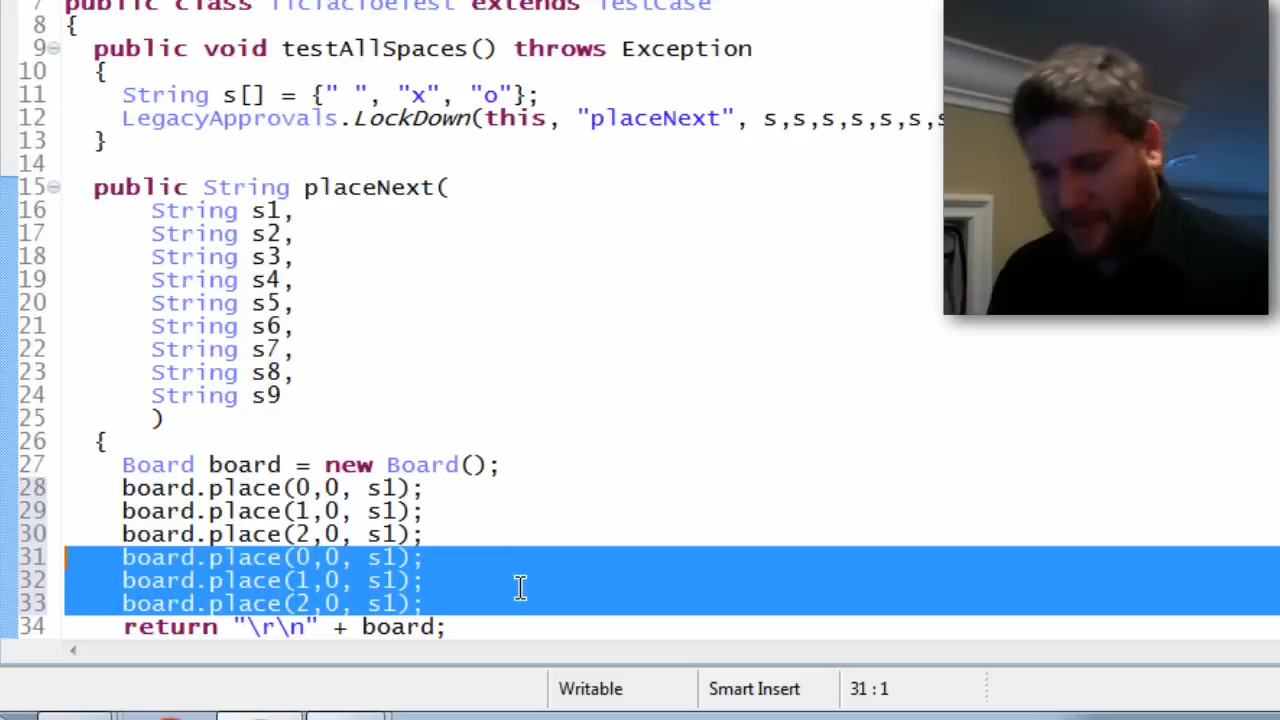 7 public class TicTacToeTest extends TestCase
8 {
9 public void testAllSpaces() throws Exception
10 {
11 String s[] = {" ", "x", "o"};
12 LegacyApprovals.LockDown(this, "placeNext", s,s,s,s,s,s,s
13 }
14
15 public String placeNext(
16 String s1,
17 String s2,
18 String s3,
19 String s4,
20 String s5,
21 String s6,
22 String s7,
23 String s8,
24 String s9
25 )
26 {
27 Board board = new Board();
28 board.place(0,0, s1);
29 board.place(1,0, s1);
30 board.place(2,0, s1);
31 board.place(0,0, s1);
32 board.place(1,0, s1);
33 board.place(2,0, s1);
34 return "\r\n" + board;
Writable Smart Insert 31 : 1